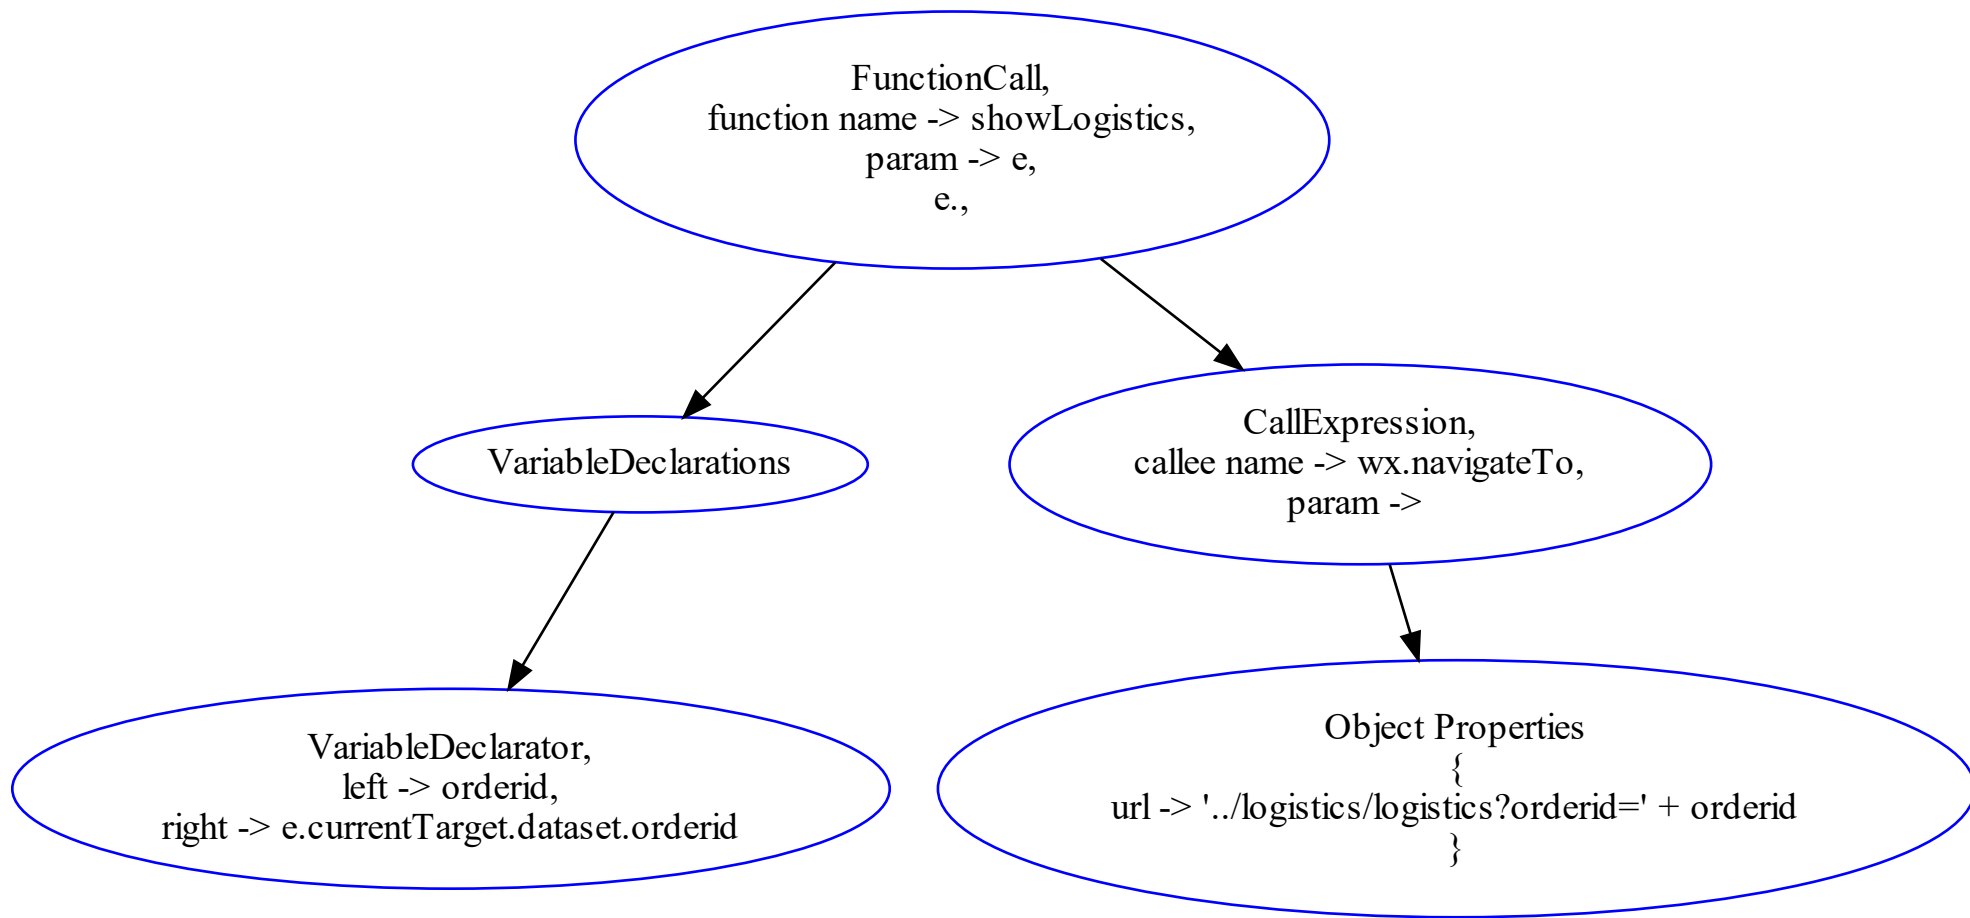 FunctionCall,
function name -> showLogistics,
param -> e,
e.,
VariableDeclarations
CallExpression,
callee name -> wx.navigateTo,
param ->
VariableDeclarator,
left -> orderid,
right -> e.currentTarget.dataset.orderid
Object Properties
{
url -> '../logistics/logistics?orderid=' + orderid
}